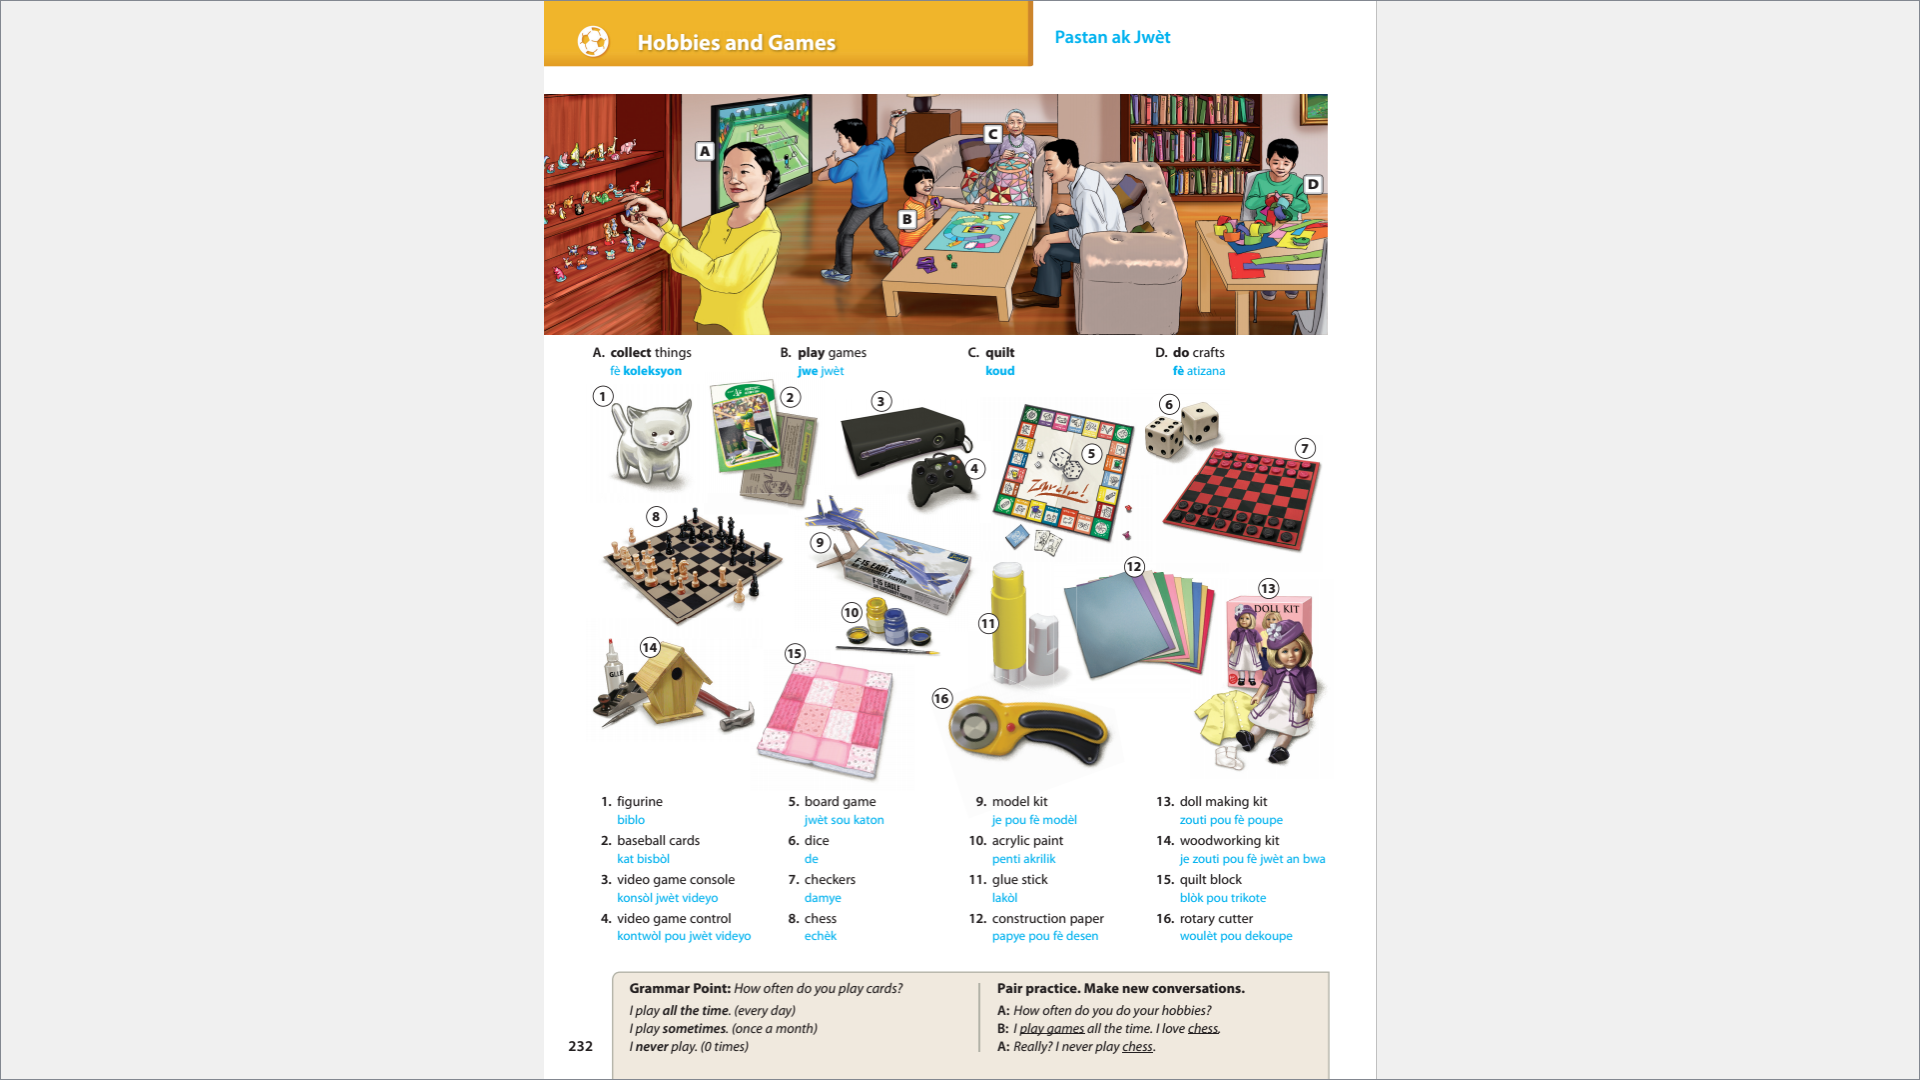 Hobbies and Games
Pastan ak Jwèt
A
B
C
D
A. collect things
fè koleksyon
B. play games
jwe jwèt
C. quilt
koud
D. do crafts
fè atizana
1
2
3
4
5
6
7
8
9
F-15 EAGLE
F-15 EAGLE
10
11
12
13
DOLL KIT
14
GLUE
15
16
1. figurine
biblo
2. baseball cards
kat bisbòl
3. video game console
konsòl jwèt videyo
4. video game control
kontwòl pou jwèt videyo
5. board game
jwèt sou katon
6. dice
de
7. checkers
damye
8. chess
echèk
9. model kit
je pou fè modèl
10. acrylic paint
penti akrilik
11. glue stick
lakòl
12. construction paper
papye pou fè desen
13. doll making kit
zouti pou fè poupe
14. woodworking kit
je zouti pou fè jwèt an bwa
15. quilt block
blòk pou trikote
16. rotary cutter
woulèt pou dekoupe
Grammar Point: How often do you play cards?
I play all the time. (every day)
I play sometimes. (once a month)
I never play. (0 times)
Pair practice. Make new conversations.
A: How often do you do your hobbies?
B: I play games all the time. I love chess.
A: Really? I never play chess.
232